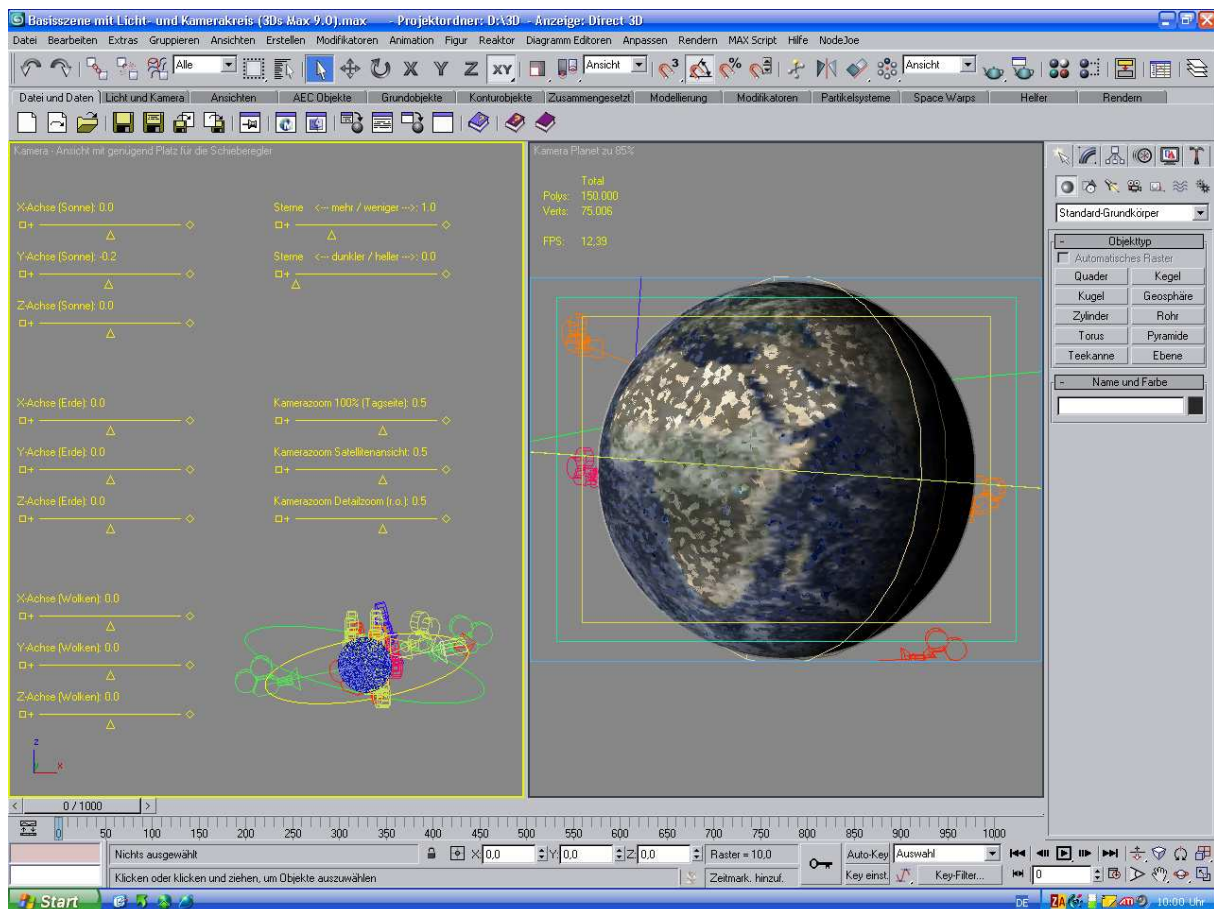 Basisszene mit Licht- und Kamerakreis (3Ds Max 9.0).max - Projektordner: D:\3D - Anzeige: Direct 3D
Datei Bearbeiten Extras Gruppieren Ansichten Erstellen Modifikatoren Animation Figur Reaktor Diagramm Editoren Anpassen Rendern MAX Script Hilfe NodeJoe
Alle X Y Z XY Ansicht 3 % Ansicht
Datei und Daten Licht und Kamera Ansichten AEC Objekte Grundobjekte Konturobjekte Zusammengesetzt Modellierung Modifikatoren Partikelsysteme Space Warps Helfer Rendern
Kamera - Ansicht mit genügend Platz für die Schieberegler
X-Achse (Sonne): 0.0
Sterne <--- mehr / weniger --->: 1.0
Y-Achse (Sonne): -0.2
Sterne <--- dunkler / heller --->: 0.0
Z-Achse (Sonne): 0.0
X-Achse (Erde): 0.0
Kamerazoom 100% (Tagseite): 0.5
Y-Achse (Erde): 0.0
Kamerazoom Satellitenansicht: 0.5
Z-Achse (Erde): 0.0
Kamerazoom Detailzoom (r.o.): 0.5
X-Achse (Wolken): 0.0
Y-Achse (Wolken): 0.0
Z-Achse (Wolken): 0.0
z
y x
Kamera Planet zu 85%
Total
Polys: 150.000
Verts: 75.006
FPS: 12,39
Standard-Grundkörper
- Objekttyp
Automatisches Raster
Quader Kegel
Kugel Geosphäre
Zylinder Rohr
Torus Pyramide
Teekanne Ebene
- Name und Farbe
< 0 / 1000 >
0 50 100 150 200 250 300 350 400 450 500 550 600 650 700 750 800 850 900 950 1000
Nichts ausgewählt X: 0,0 Y: 0,0 Z: 0,0 Raster = 10,0 Auto-Key Auswahl
Klicken oder klicken und ziehen, um Objekte auszuwählen Zeitmark. hinzuf. Key einst. Key-Filter... 0
Start DE ZA 10:00 Uhr